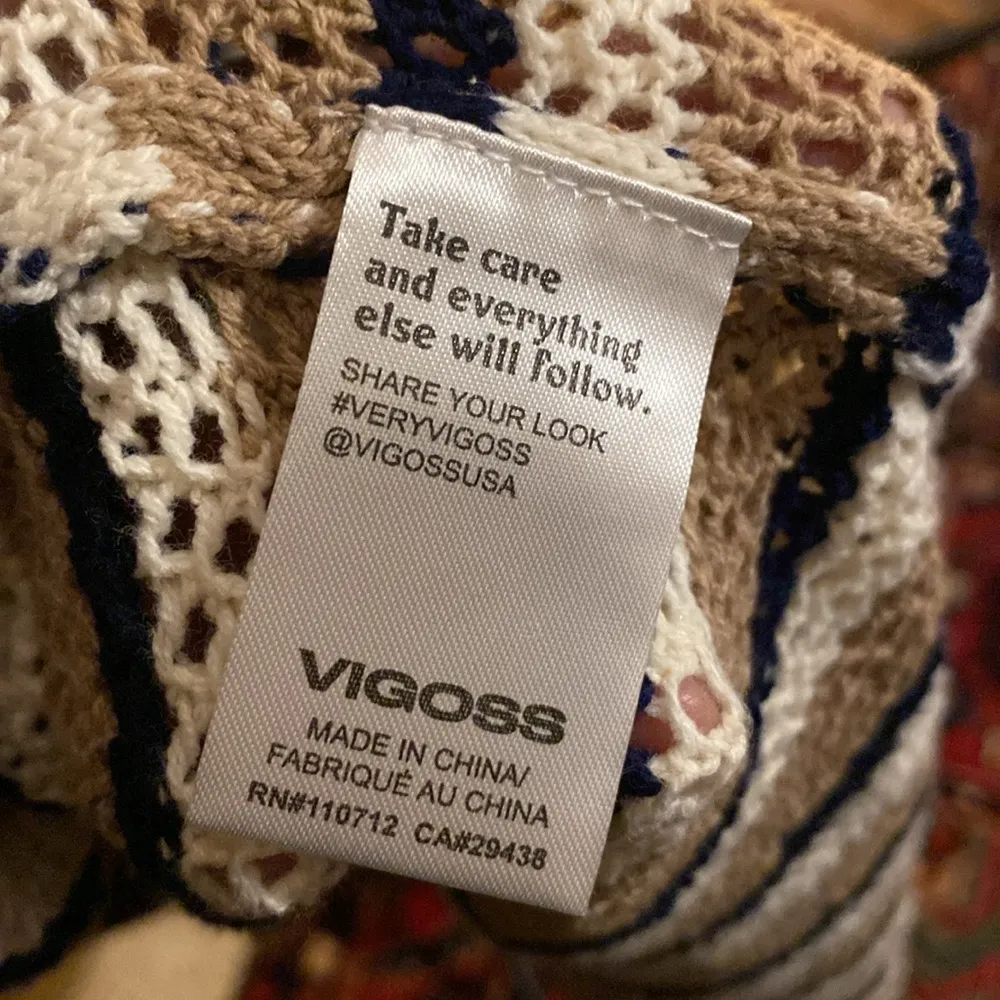 Take care
and everything
else will follow.
SHARE YOUR LOOK
#VERYVIGOSS
@VIGOSSUSA
VIGOSS
MADE IN CHINA/
FABRIQUÉ AU CHINA
RN#110712 CA#29438